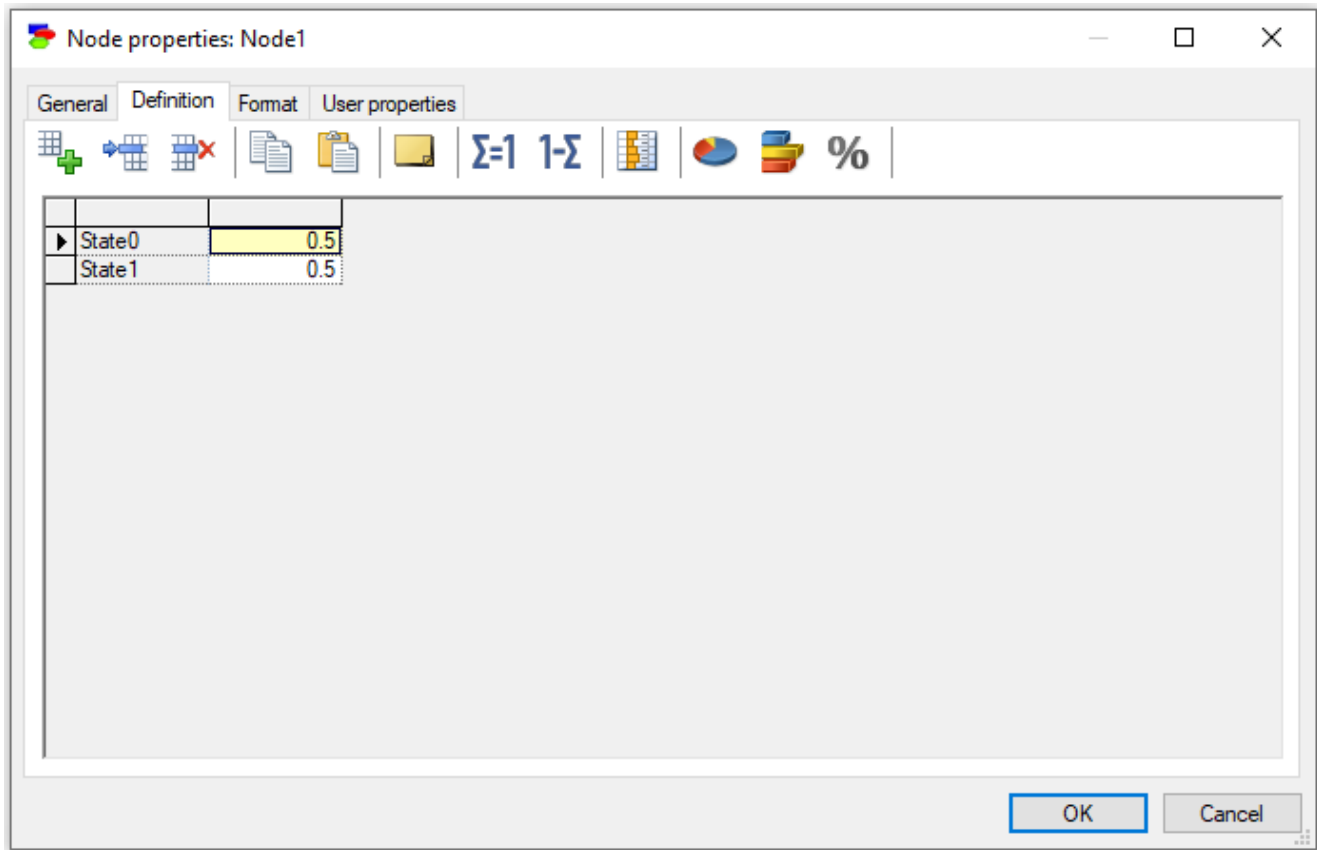 Node properties: Node1
General Definition Format User properties
Σ=1 1-Σ %
State0 0.5
State1 0.5
OK Cancel